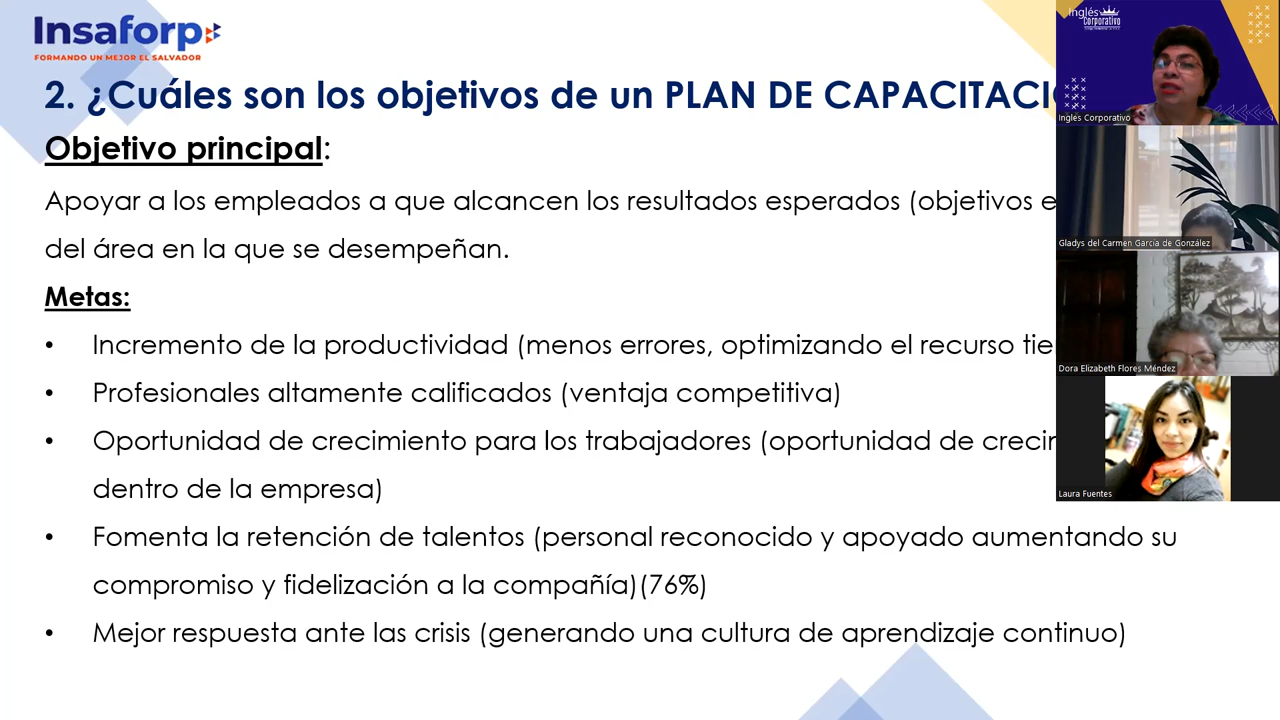 Insaforp
FORMANDO UN MEJOR EL SALVADOR
2. ¿Cuáles son los objetivos de un PLAN DE
Objetivo principal:
Apoyar a los empleados a que alcancen los resultados esperados (objetivos
del área en la que se desempeñan.
Metas:
• Incremento de la productividad (menos errores, optimizando el recurso
• Profesionales altamente calificados (ventaja competitiva)
• Oportunidad de crecimiento para los trabajadores (oportunidad de
dentro de la empresa)
• Fomenta la retención de talentos (personal reconocido y apoyado aumentando su
compromiso y fidelización a la compañía)(76%)
• Mejor respuesta ante las crisis (generando una cultura de aprendizaje continuo)
Inglés
Corporativo
Inglés Corporativo
Gladys del Carmen García de González
Dora Elizabeth Flores Méndez
Laura Fuentes